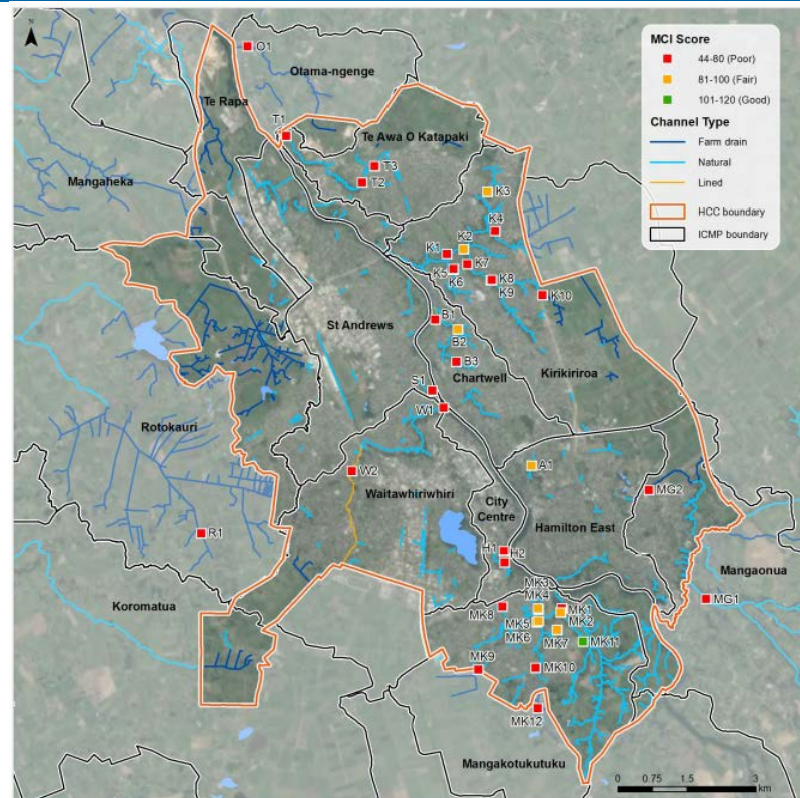 N
MCI Score
44-80 (Poor)
81-100 (Fair)
101-120 (Good)
Channel Type
Farm drain
Natural
Lined
HCC boundary
ICMP boundary
O1
Otama-ngenge
Te Rapa
T1
Te Awa O Katapaki
T3
T2
Mangaheka
K3
K4
K2
K1
K7
K5
K6
K8
K9
K10
B1
St Andrews
B2
B3
Chartwell
Kirikiriroa
S1
W1
Rotokauri
A1
W2
Waitawhiriwhiri
City
Centre
MG2
Hamilton East
R1
H1
H2
Mangaonua
MK3
MK4
MG1
Koromatua
MK8
MK1
MK5
MK2
MK6
MK7
MK11
MK9
MK10
MK12
Mangakotukutuku
0 0.75 1.5 3
km